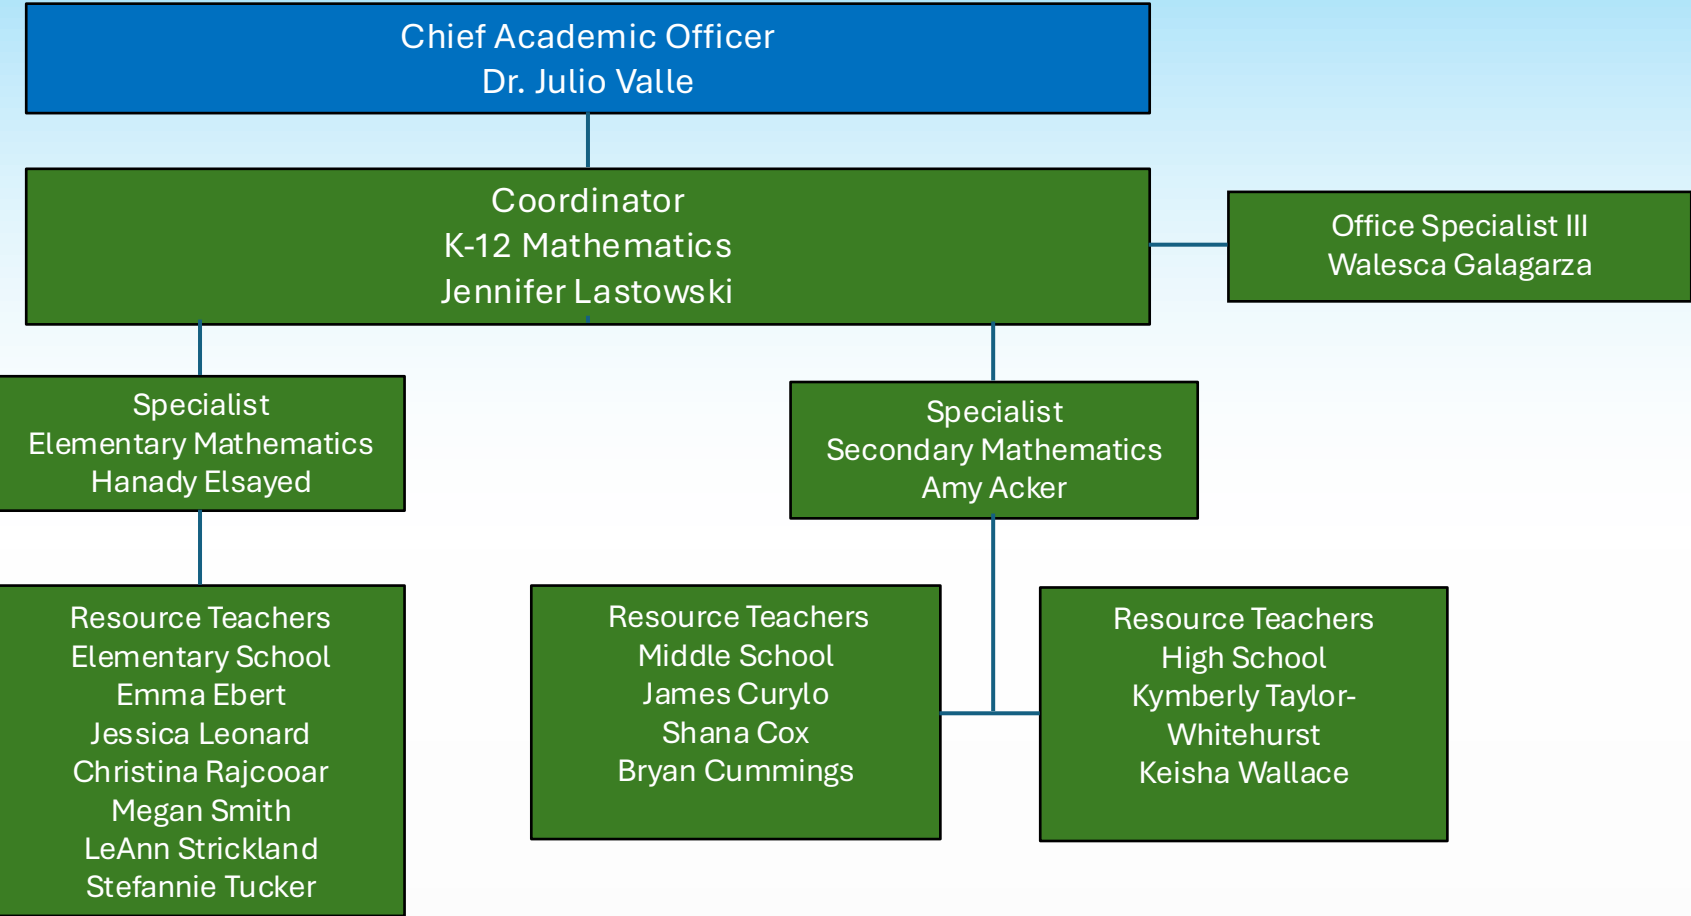 Chief Academic Officer
Dr. Julio Valle
Coordinator
K-12 Mathematics
Jennifer Lastowski
Office Specialist III
Walesca Galagarza
Specialist
Elementary Mathematics
Hanady Elsayed
Specialist
Secondary Mathematics
Amy Acker
Resource Teachers
Elementary School
Emma Ebert
Jessica Leonard
Christina Rajcooar
Megan Smith
LeAnn Strickland
Stefannie Tucker
Resource Teachers
Middle School
James Curylo
Shana Cox
Bryan Cummings
Resource Teachers
High School
Kymberly Taylor-
Whitehurst
Keisha Wallace